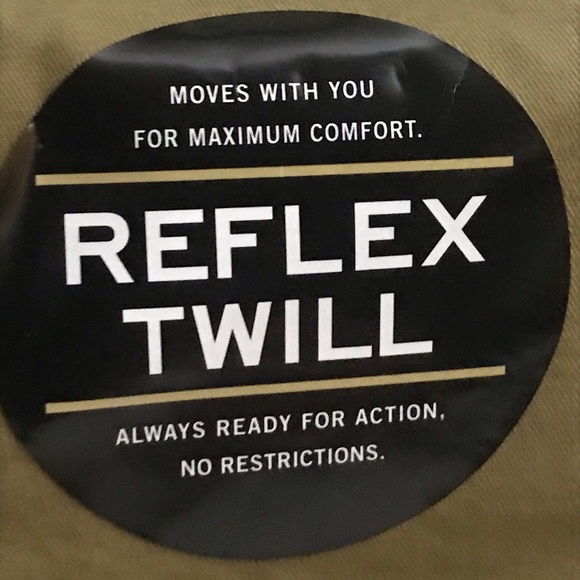 MOVES WITH YOU
FOR MAXIMUM COMFORT.
REFLEX
TWILL
ALWAYS READY FOR ACTION,
NO RESTRICTIONS.